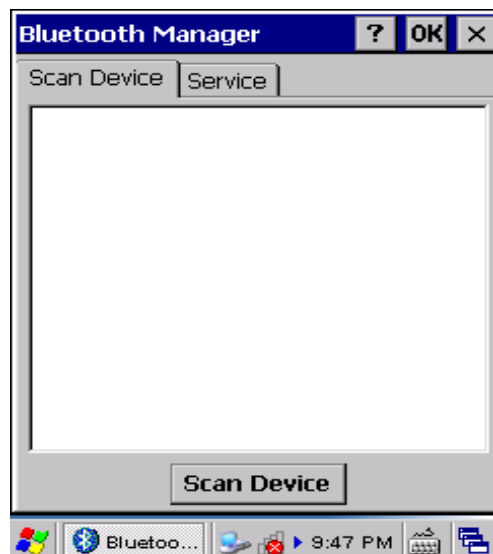 Bluetooth Manager ? OK ×
Scan Device Service
Scan Device
Bluetoo... 9:47 PM